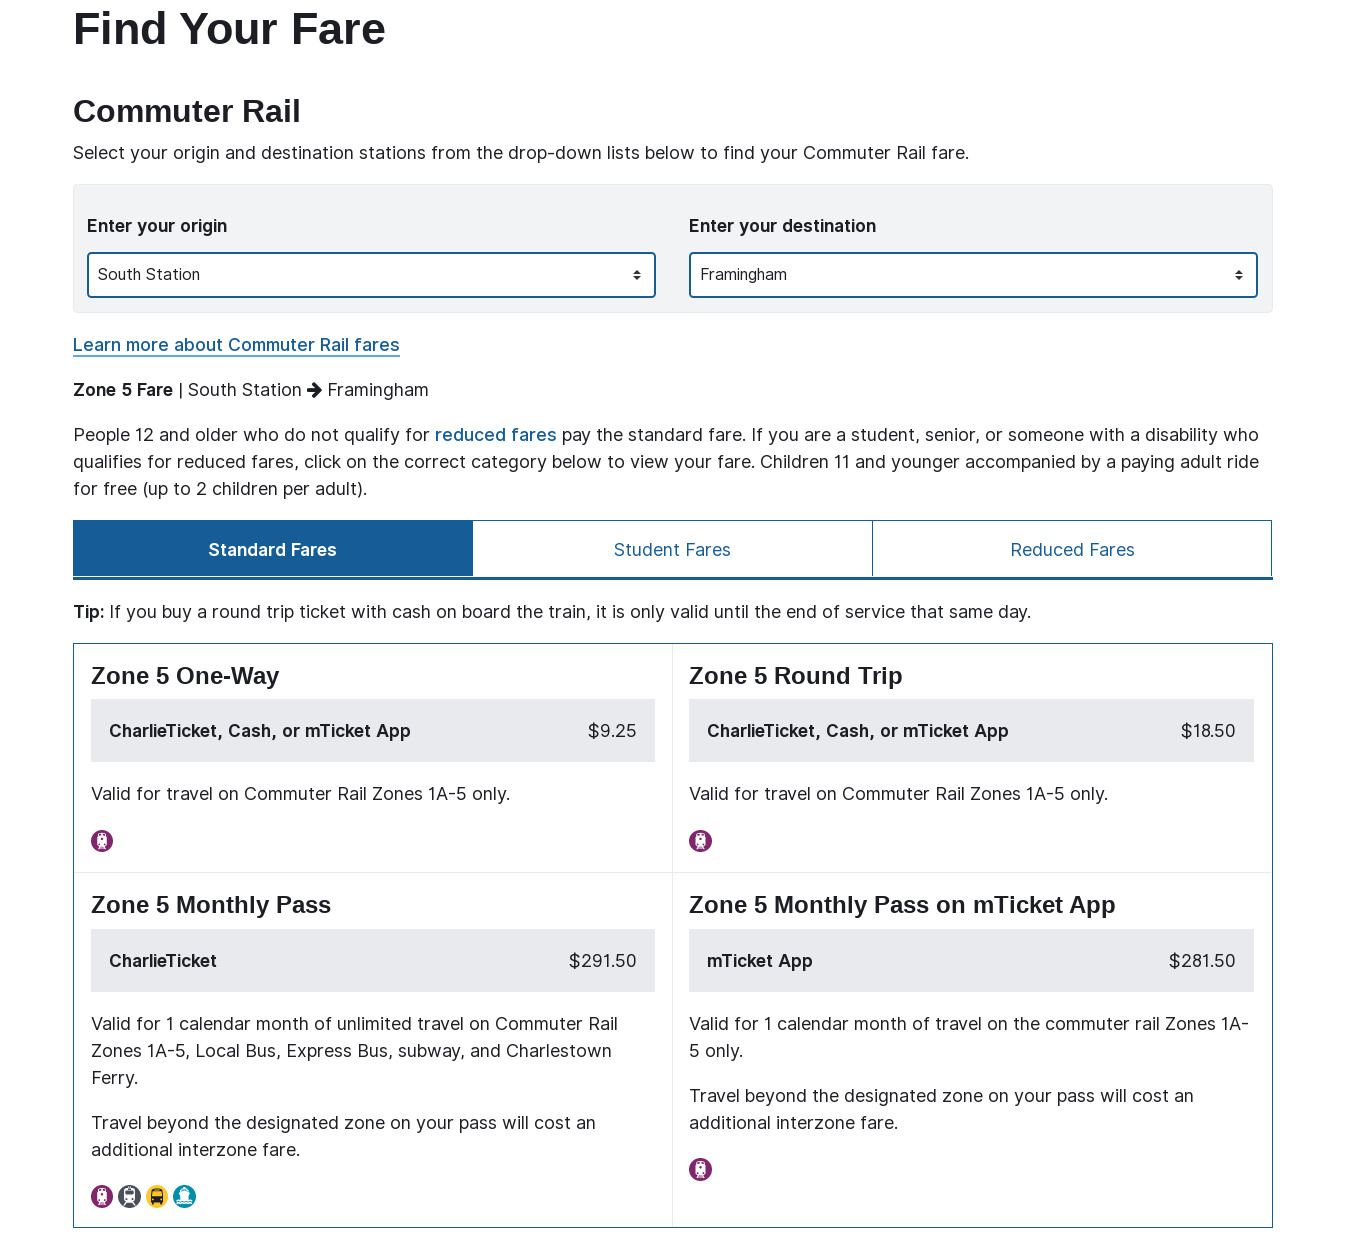 Find Your Fare
Commuter Rail
Select your origin and destination stations from the drop-down lists below to find your Commuter Rail fare.
Enter your origin
Enter your destination
South Station
Framingham
Learn more about Commuter Rail fares
Zone 5 Fare | South Station → Framingham
People 12 and older who do not qualify for reduced fares pay the standard fare. If you are a student, senior, or someone with a disability who
qualifies for reduced fares, click on the correct category below to view your fare. Children 11 and younger accompanied by a paying adult ride
for free (up to 2 children per adult).
Standard Fares
Student Fares
Reduced Fares
Tip: If you buy a round trip ticket with cash on board the train, it is only valid until the end of service that same day.
Zone 5 One-Way
CharlieTicket, Cash, or mTicket App $9.25
Valid for travel on Commuter Rail Zones 1A-5 only.
Zone 5 Round Trip
CharlieTicket, Cash, or mTicket App $18.50
Valid for travel on Commuter Rail Zones 1A-5 only.
Zone 5 Monthly Pass
CharlieTicket $291.50
Valid for 1 calendar month of unlimited travel on Commuter Rail
Zones 1A-5, Local Bus, Express Bus, subway, and Charlestown
Ferry.
Travel beyond the designated zone on your pass will cost an
additional interzone fare.
Zone 5 Monthly Pass on mTicket App
mTicket App $281.50
Valid for 1 calendar month of travel on the commuter rail Zones 1A-
5 only.
Travel beyond the designated zone on your pass will cost an
additional interzone fare.